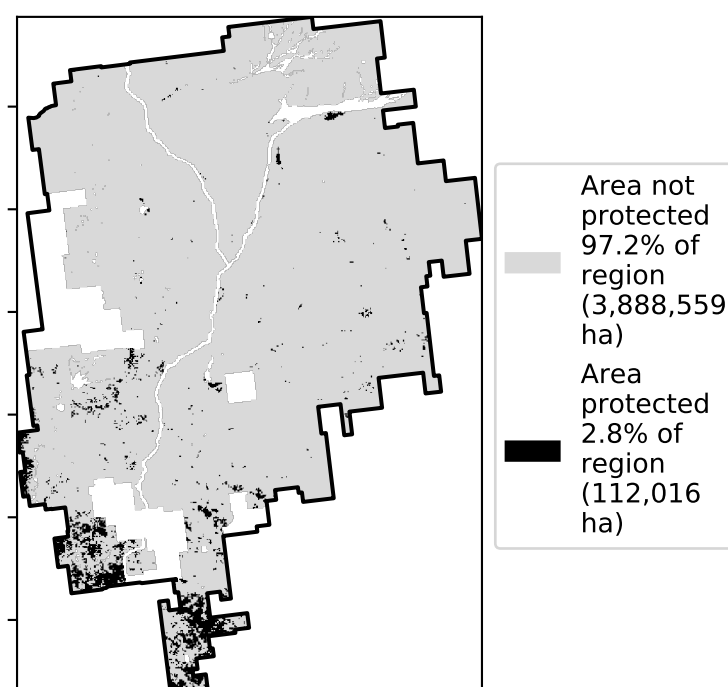 Area not
protected
97.2% of
region
(3,888,559
ha)
Area
protected
2.8% of
region
(112,016
ha)